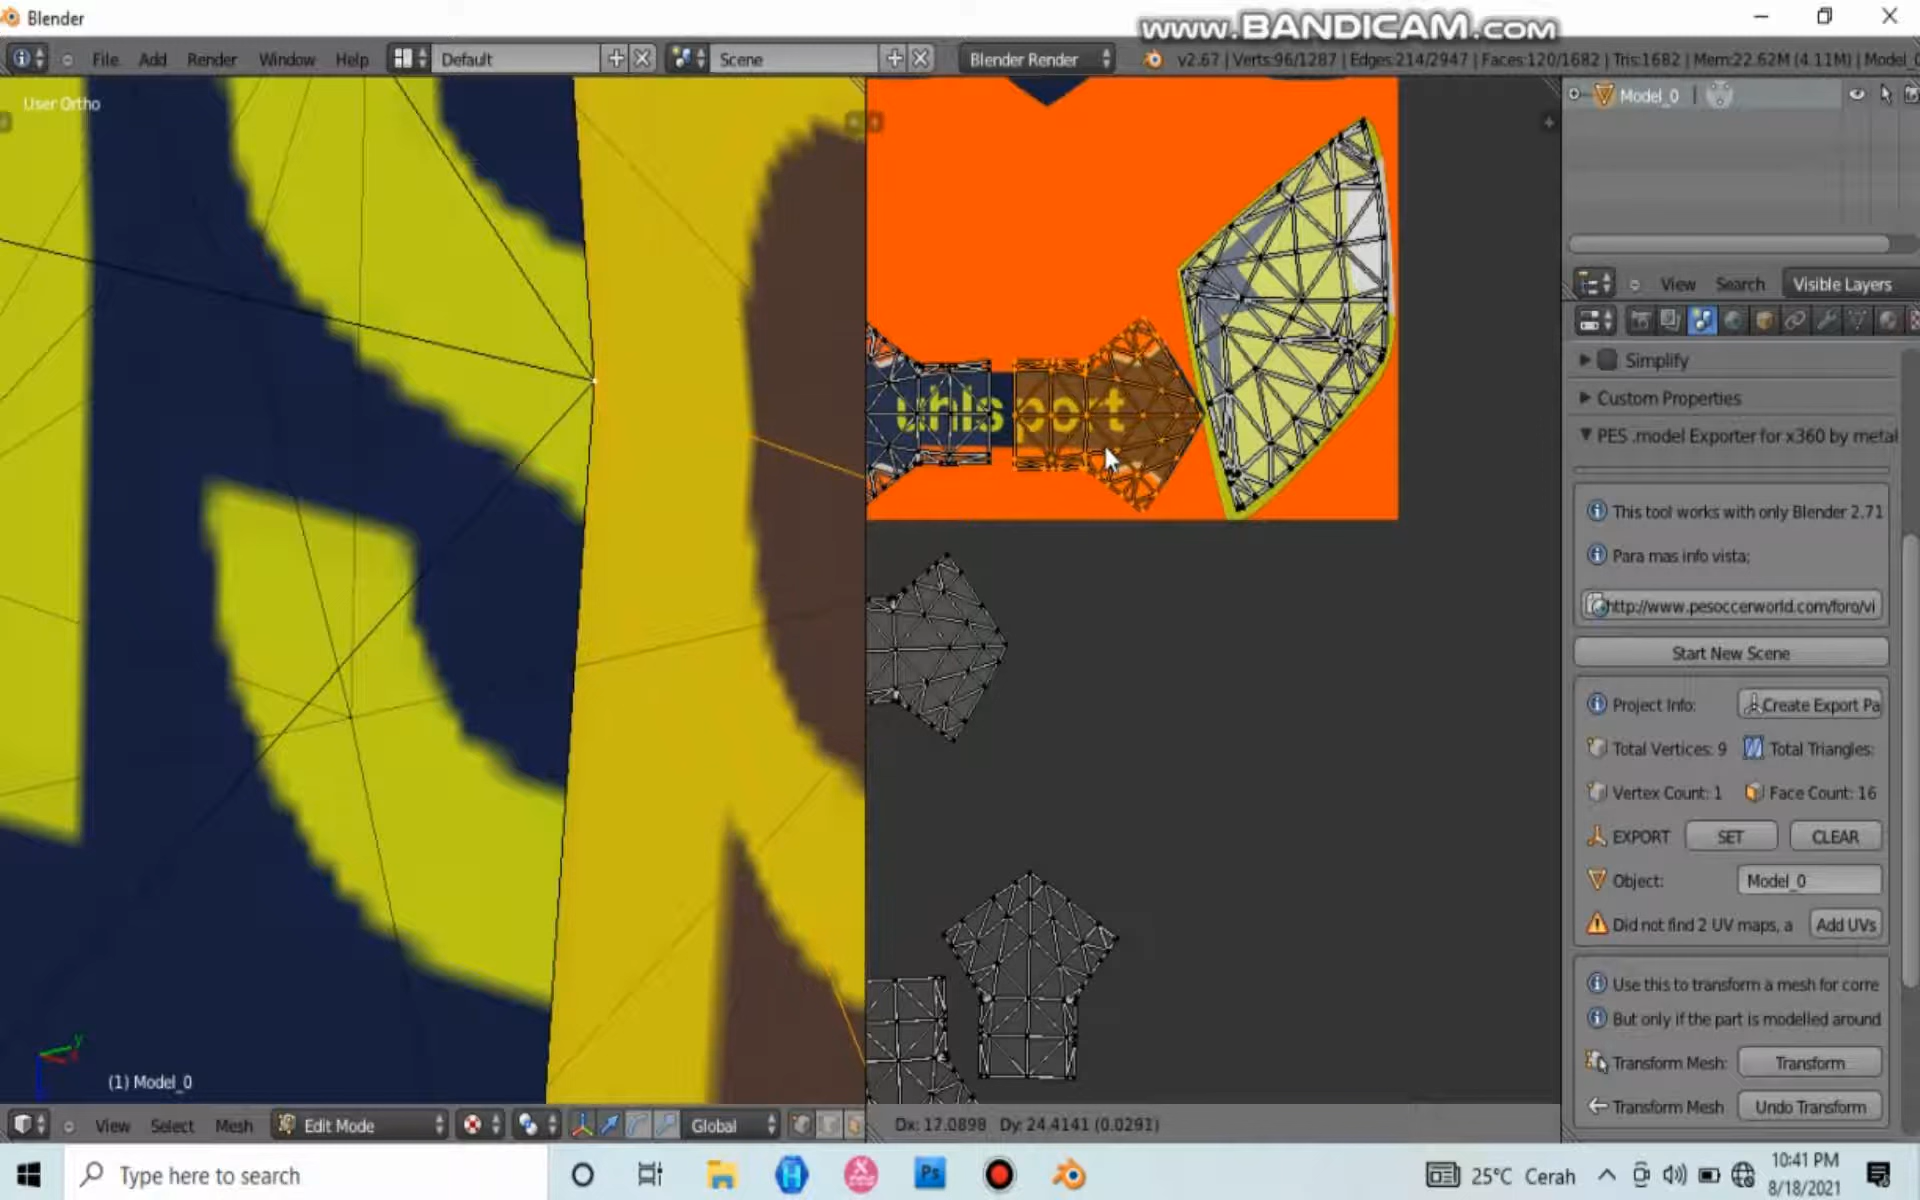 Blender
www.BANDICAM.com
File Add Render Window Help Default Scene Blender Render v2.67 | Verts:96/1287 | Edges:214/2947 | Faces:120/1682 | Tris:1682 | Mem:22.62M (4.11M) | Model_0
User Ortho
Model_0
View Search Visible Layers
Simplify
Custom Properties
PES .model Exporter for x360 by metal
uhlsport
This tool works with only Blender 2.71
Para mas info vista;
http://www.pesoccerworld.com/foro/vi
Start New Scene
Project Info: Create Export Pa
Total Vertices: 9 Total Triangles:
Vertex Count: 1 Face Count: 16
EXPORT SET CLEAR
Object: Model_0
Did not find 2 UV maps, a Add UVs
Use this to transform a mesh for corre
But only if the part is modelled around
Transform Mesh: Transform
Transform Mesh Undo Transform
y
(1) Model_0
View Select Mesh Edit Mode Global Dx: 17.0898 Dy: 24.4141 (0.0291)
Type here to search
Ps
25°C Cerah
10:41 PM
8/18/2021